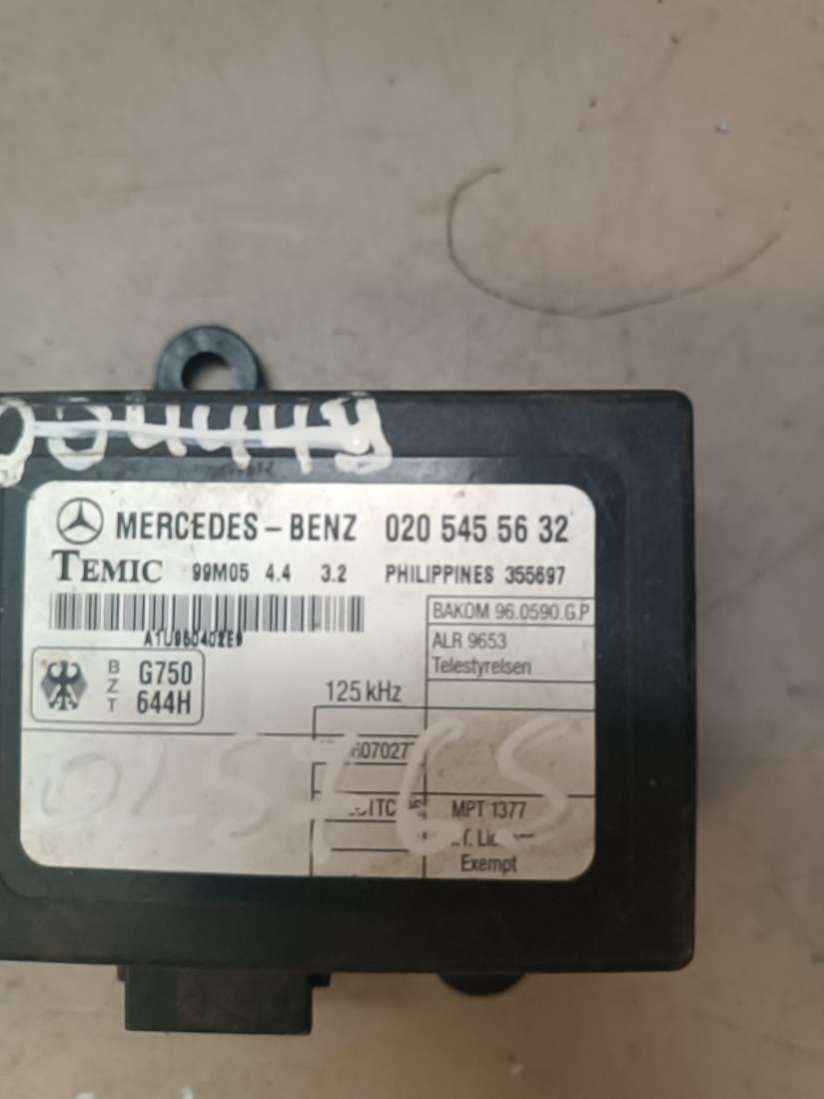 MERCEDES-BENZ 020 545 56 32
TEMIC 99M05 4.4 3.2 PHILIPPINES 355697
BAKOM 96.0590.G.P
ALR 9653
Telestyrelsen
BZT G750
644H
125 kHz
MPT 1377
Exempt